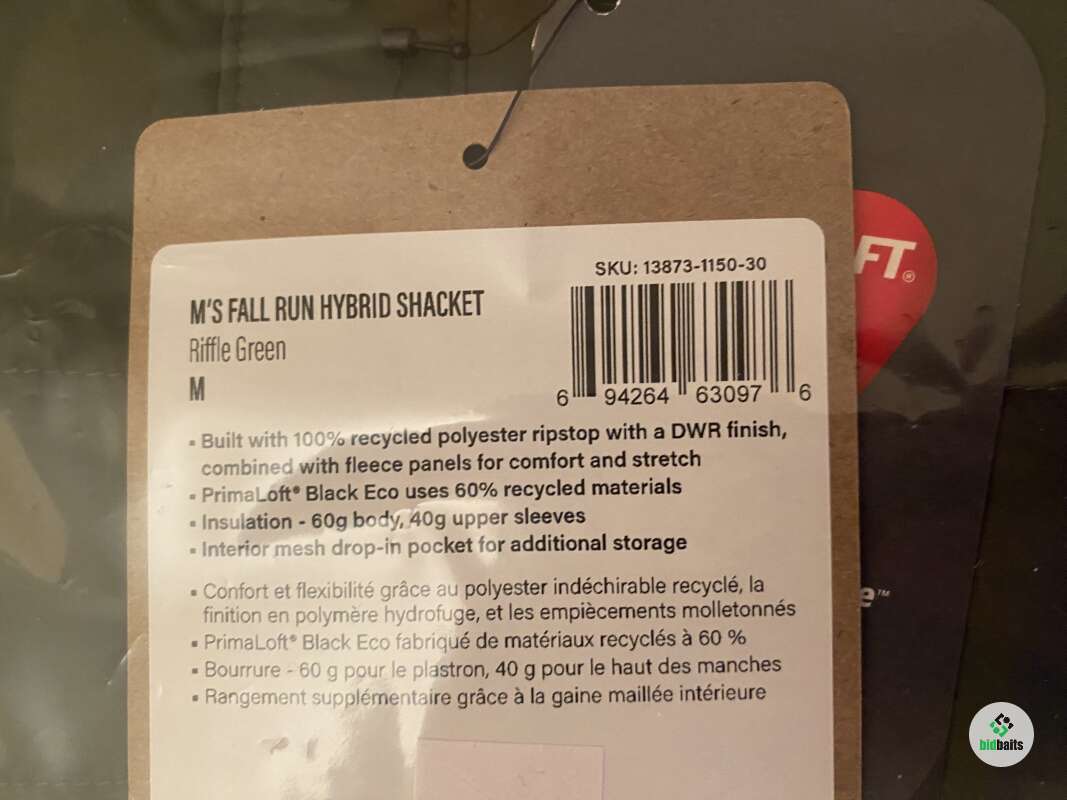 SKU: 13873-1150-30
M'S FALL RUN HYBRID SHACKET
Riffle Green
M
6 94264 63097 6
▪ Built with 100% recycled polyester ripstop with a DWR finish,
combined with fleece panels for comfort and stretch
▪ PrimaLoft® Black Eco uses 60% recycled materials
▪ Insulation - 60g body, 40g upper sleeves
▪ Interior mesh drop-in pocket for additional storage
▪ Confort et flexibilité grâce au polyester indéchirable recyclé, la
finition en polymère hydrofuge, et les empiècements molletonnés
▪ PrimaLoft® Black Eco fabriqué de matériaux recyclés à 60 %
▪ Bourrure - 60 g pour le plastron, 40 g pour le haut des manches
▪ Rangement supplémentaire grâce à la gaine maillée intérieure
FT®
e™
bidbaits